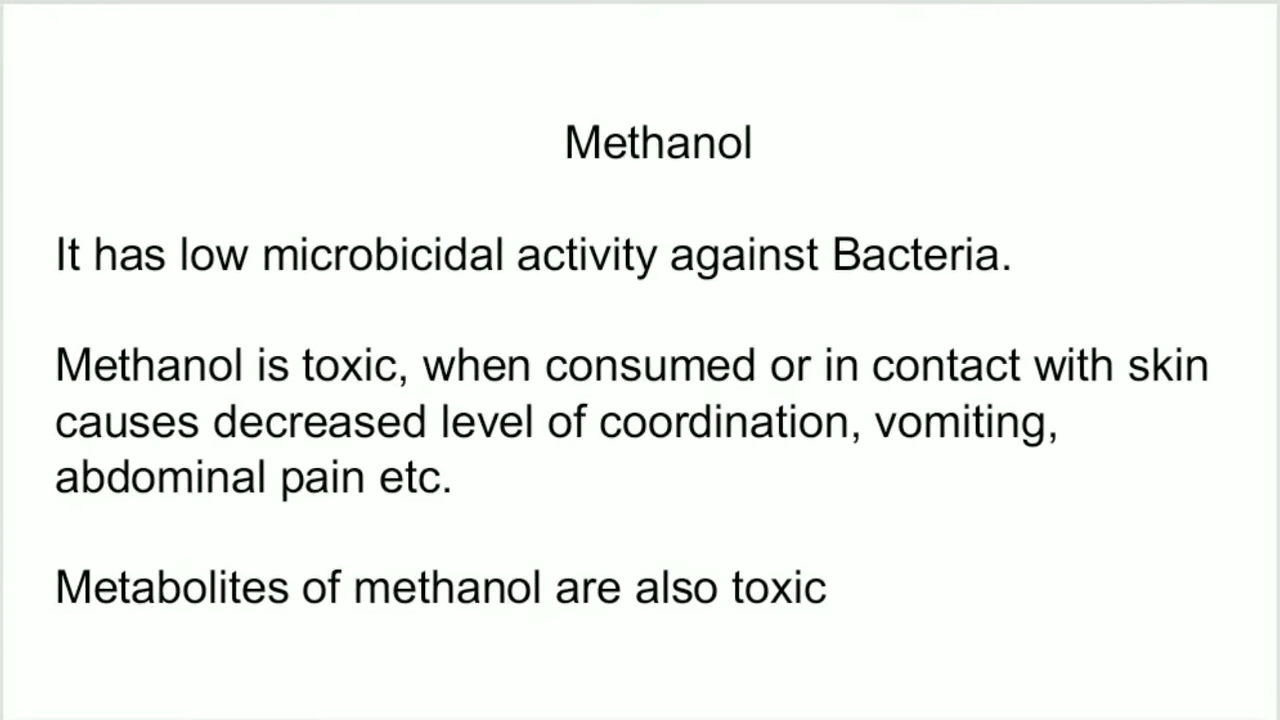 Methanol
It has low microbicidal activity against Bacteria.
Methanol is toxic, when consumed or in contact with skin
causes decreased level of coordination, vomiting,
abdominal pain etc.
Metabolites of methanol are also toxic